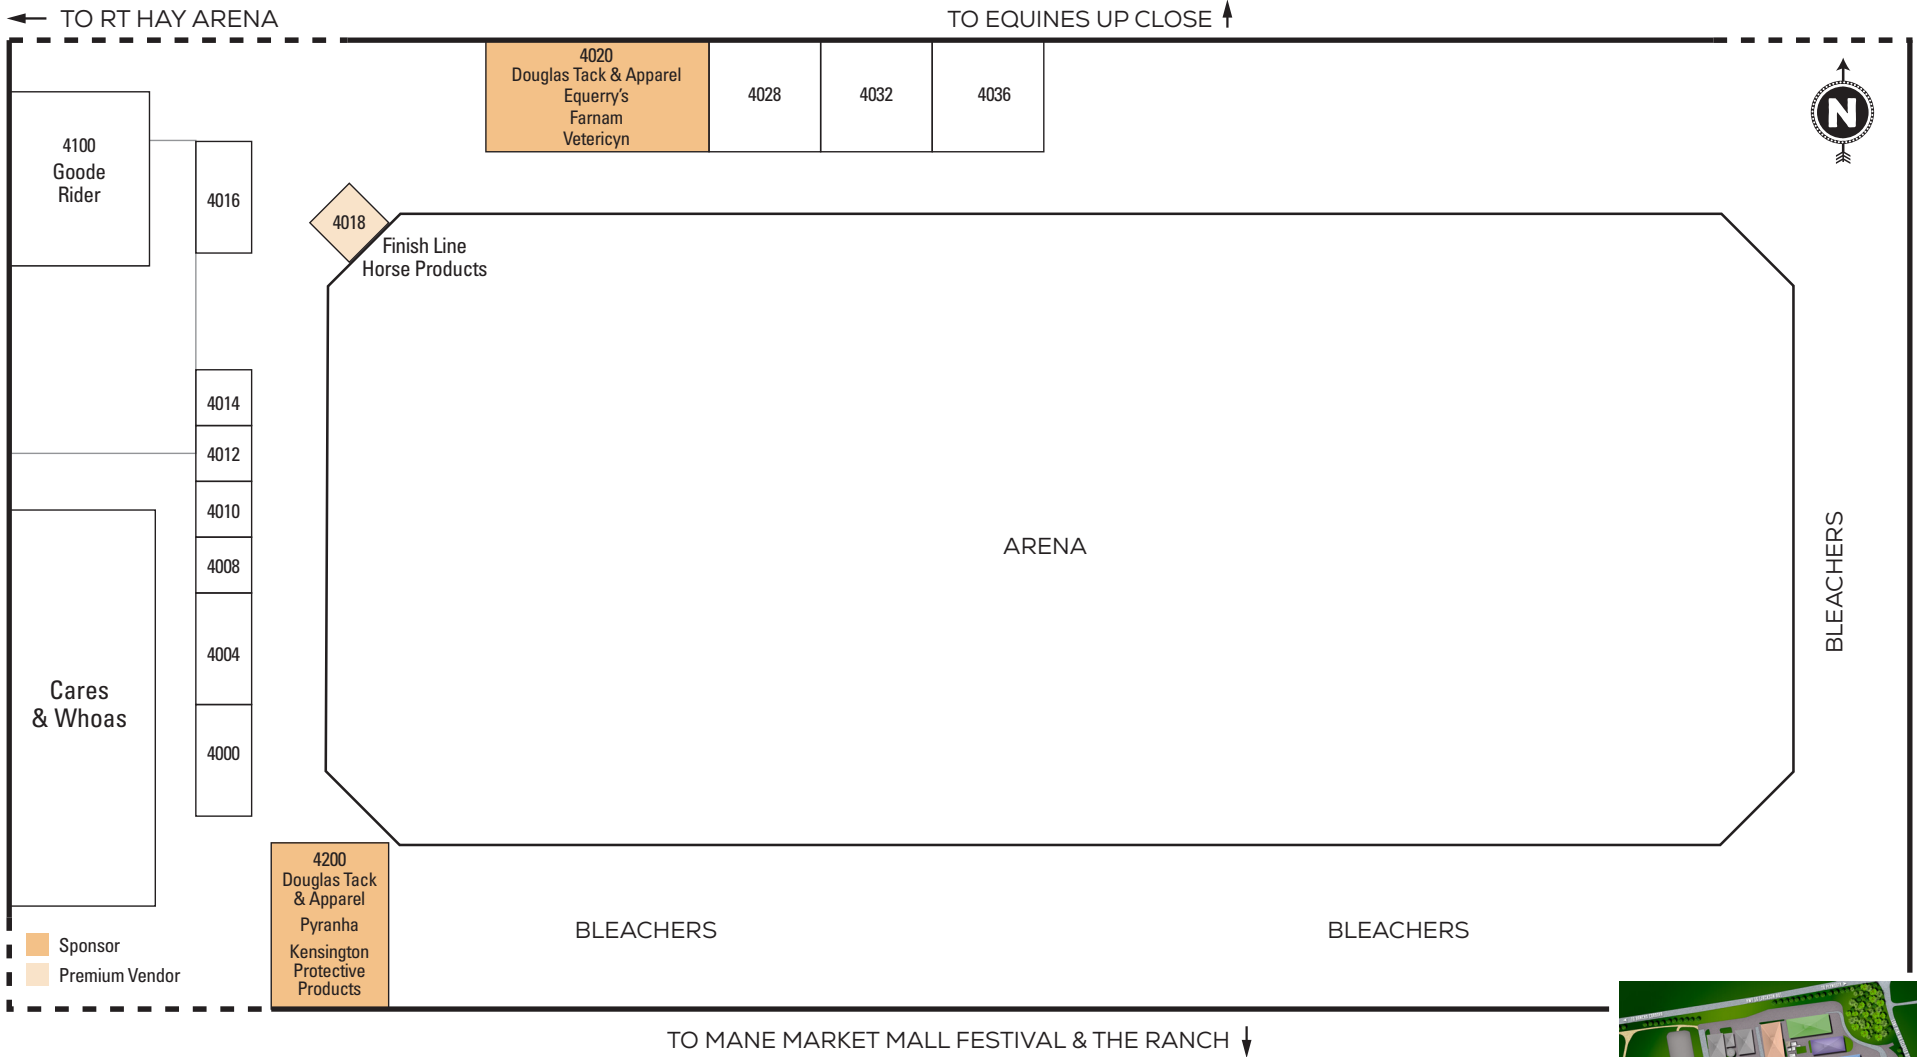 TO RT HAY ARENA
TO EQUINES UP CLOSE
4020
Douglas Tack & Apparel
Equerry's
Farnam
Vetericyn
4028
4032
4036
N
4100
Goode
Rider
4016
4018
Finish Line
Horse Products
4014
4012
4010
4008
4004
4000
ARENA
BLEACHERS
Cares
& Whoas
4200
Douglas Tack
& Apparel
Pyranha
Kensington
Protective
Products
BLEACHERS
BLEACHERS
Sponsor
Premium Vendor
TO MANE MARKET MALL FESTIVAL & THE RANCH